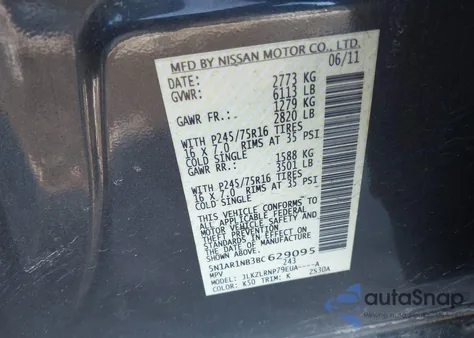 MFD BY NISSAN MOTOR CO., LTD.
DATE: 06/11
GVWR: 2773 KG
6113 LB
GAWR FR: 1279 KG
2820 LB
WITH P245/75R16 TIRES
16 X 7.0 RIMS AT 35 PSI
COLD SINGLE
GAWR RR: 1588 KG
3501 LB
WITH P245/75R16 TIRES
16 X 7.0 RIMS AT 35 PSI
COLD SINGLE
THIS VEHICLE CONFORMS TO
ALL APPLICABLE FEDERAL
MOTOR VEHICLE SAFETY
STANDARDS IN EFFECT ON
THE DATE OF MANUFACTURE
SHOWN ABOVE.
5N1AR1NB3BC629095
MPV 243
MODEL: JLKZLRNP79EUA----A
COLOR: K50 TRIM: K 2530A
autoSnap